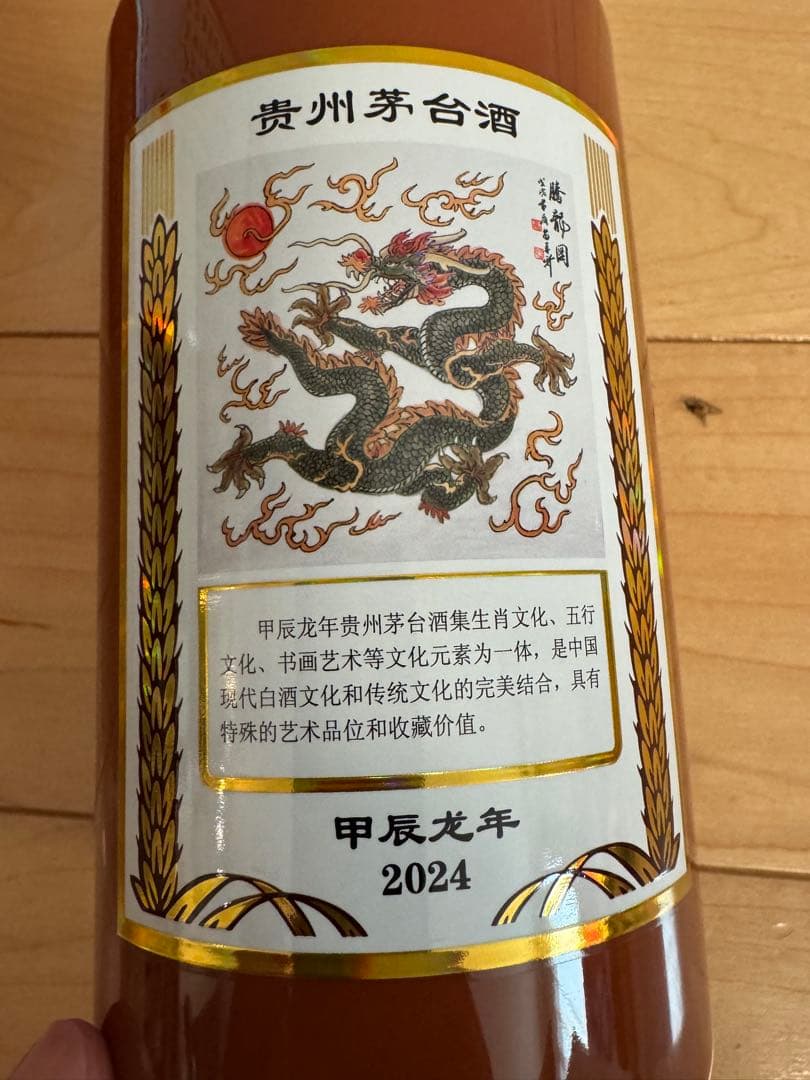 贵州茅台酒
腾龙图
甲辰龙年贵州茅台酒集生肖文化、五行
文化、书画艺术等文化元素为一体，是中国
现代白酒文化和传统文化的完美结合，具有
特殊的艺术品位和收藏价值。
甲辰龙年
2024